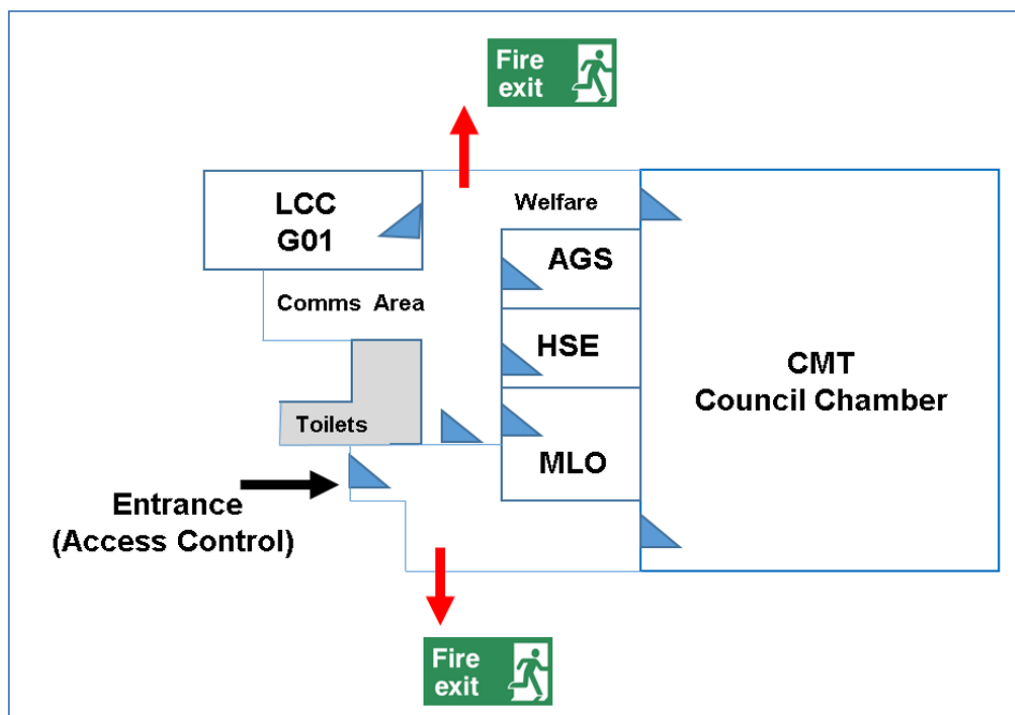 Fire
exit
LCC
G01
Welfare
AGS
Comms Area
HSE
CMT
Council Chamber
Toilets
MLO
Entrance
(Access Control)
Fire
exit